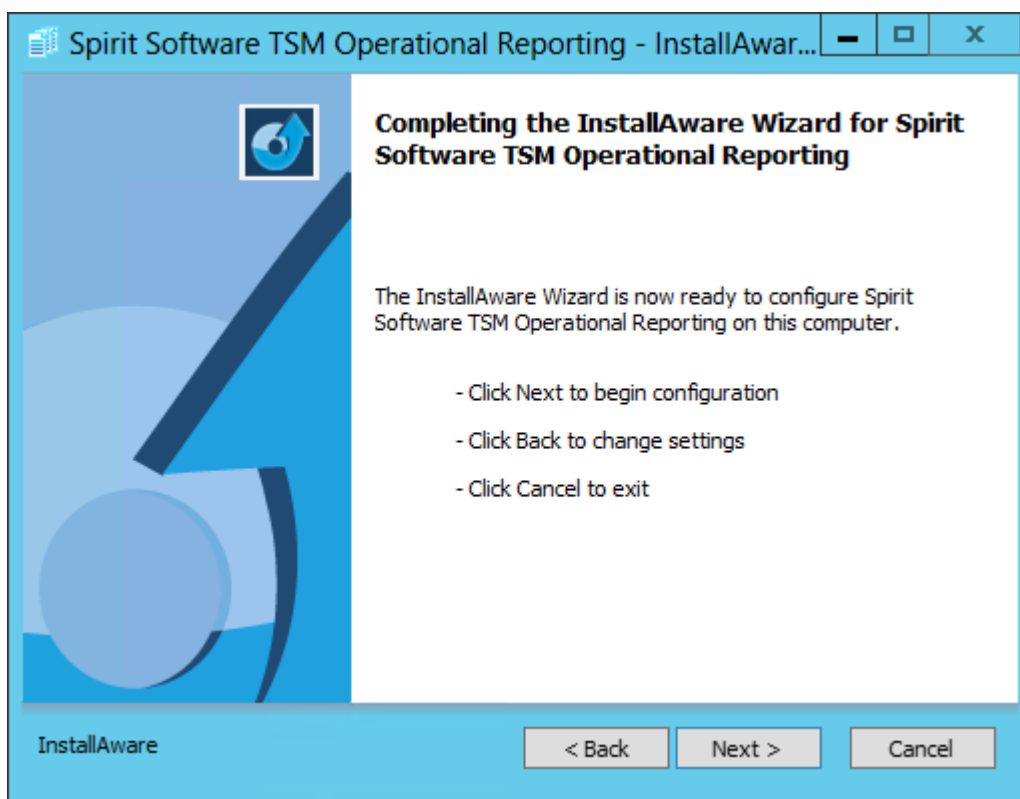 Spirit Software TSM Operational Reporting - InstallAwar...
Completing the InstallAware Wizard for Spirit
Software TSM Operational Reporting
The InstallAware Wizard is now ready to configure Spirit
Software TSM Operational Reporting on this computer.
- Click Next to begin configuration
- Click Back to change settings
- Click Cancel to exit
InstallAware
< Back
Next >
Cancel